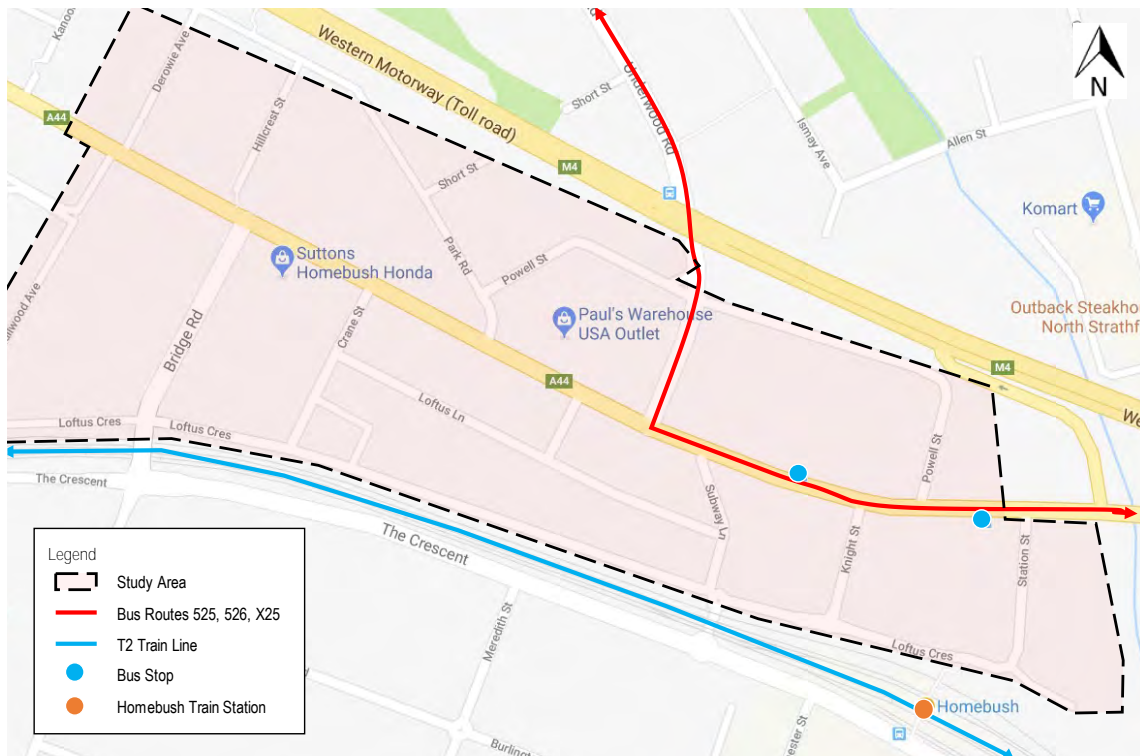 Kanoo
Derowie Ave
Western Motorway (Toll road)
Underwood Rd
N
A44
Hillcrest St
Short St
Ismay Ave
Allen St
M4
Short St
Komart
Suttons
Homebush Honda
Park Rd
Powell St
Outback Steakho
North Strathf
Bridge Rd
Crane St
Paul's Warehouse
USA Outlet
M4
A44
We
Loftus Ln
Loftus Cres
Loftus Cres
Powell St
The Crescent
Subway Ln
The Crescent
Knight St
Station St
Loftus Cres
Meredith St
Homebush
Burling
Legend
Study Area
Bus Routes 525, 526, X25
T2 Train Line
Bus Stop
Homebush Train Station